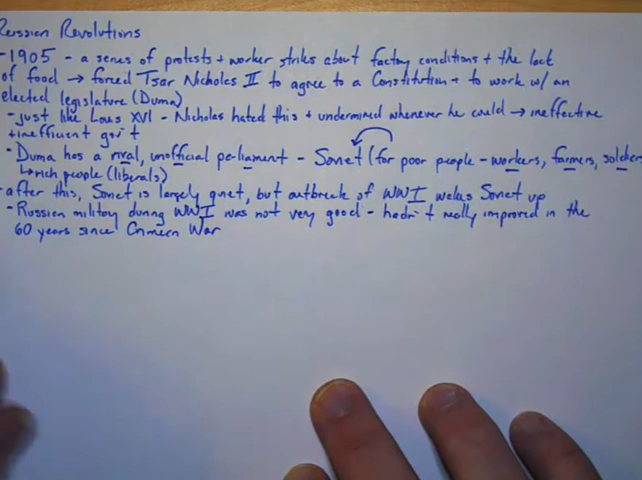 Russian Revolutions
-1905 - a series of protests + worker strikes about factory conditions + the lack
of food → forced Tsar Nicholas II to agree to a Constitution + to work w/ an
elected legislature (Duma)
-just like Louis XVI - Nicholas hated this + undermined whenever he could → ineffective
+ inefficient gov't
-Duma has a rival, unofficial parliament - Soviet (for poor people - workers, farmers, soldiers
↳rich people (liberals)
-after this, Soviet is largely quiet, but outbreak of WWI wakes Soviet up
-Russian military during WWI was not very good - hadn't really improved in the
60 years since Crimean War